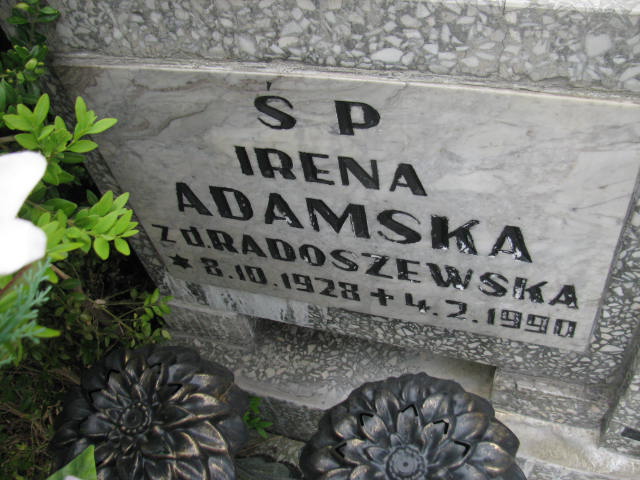 Ś P
IRENA
ADAMSKA
z d. RADOSZEWSKA
* 8.10.1928 + 4.2.1990